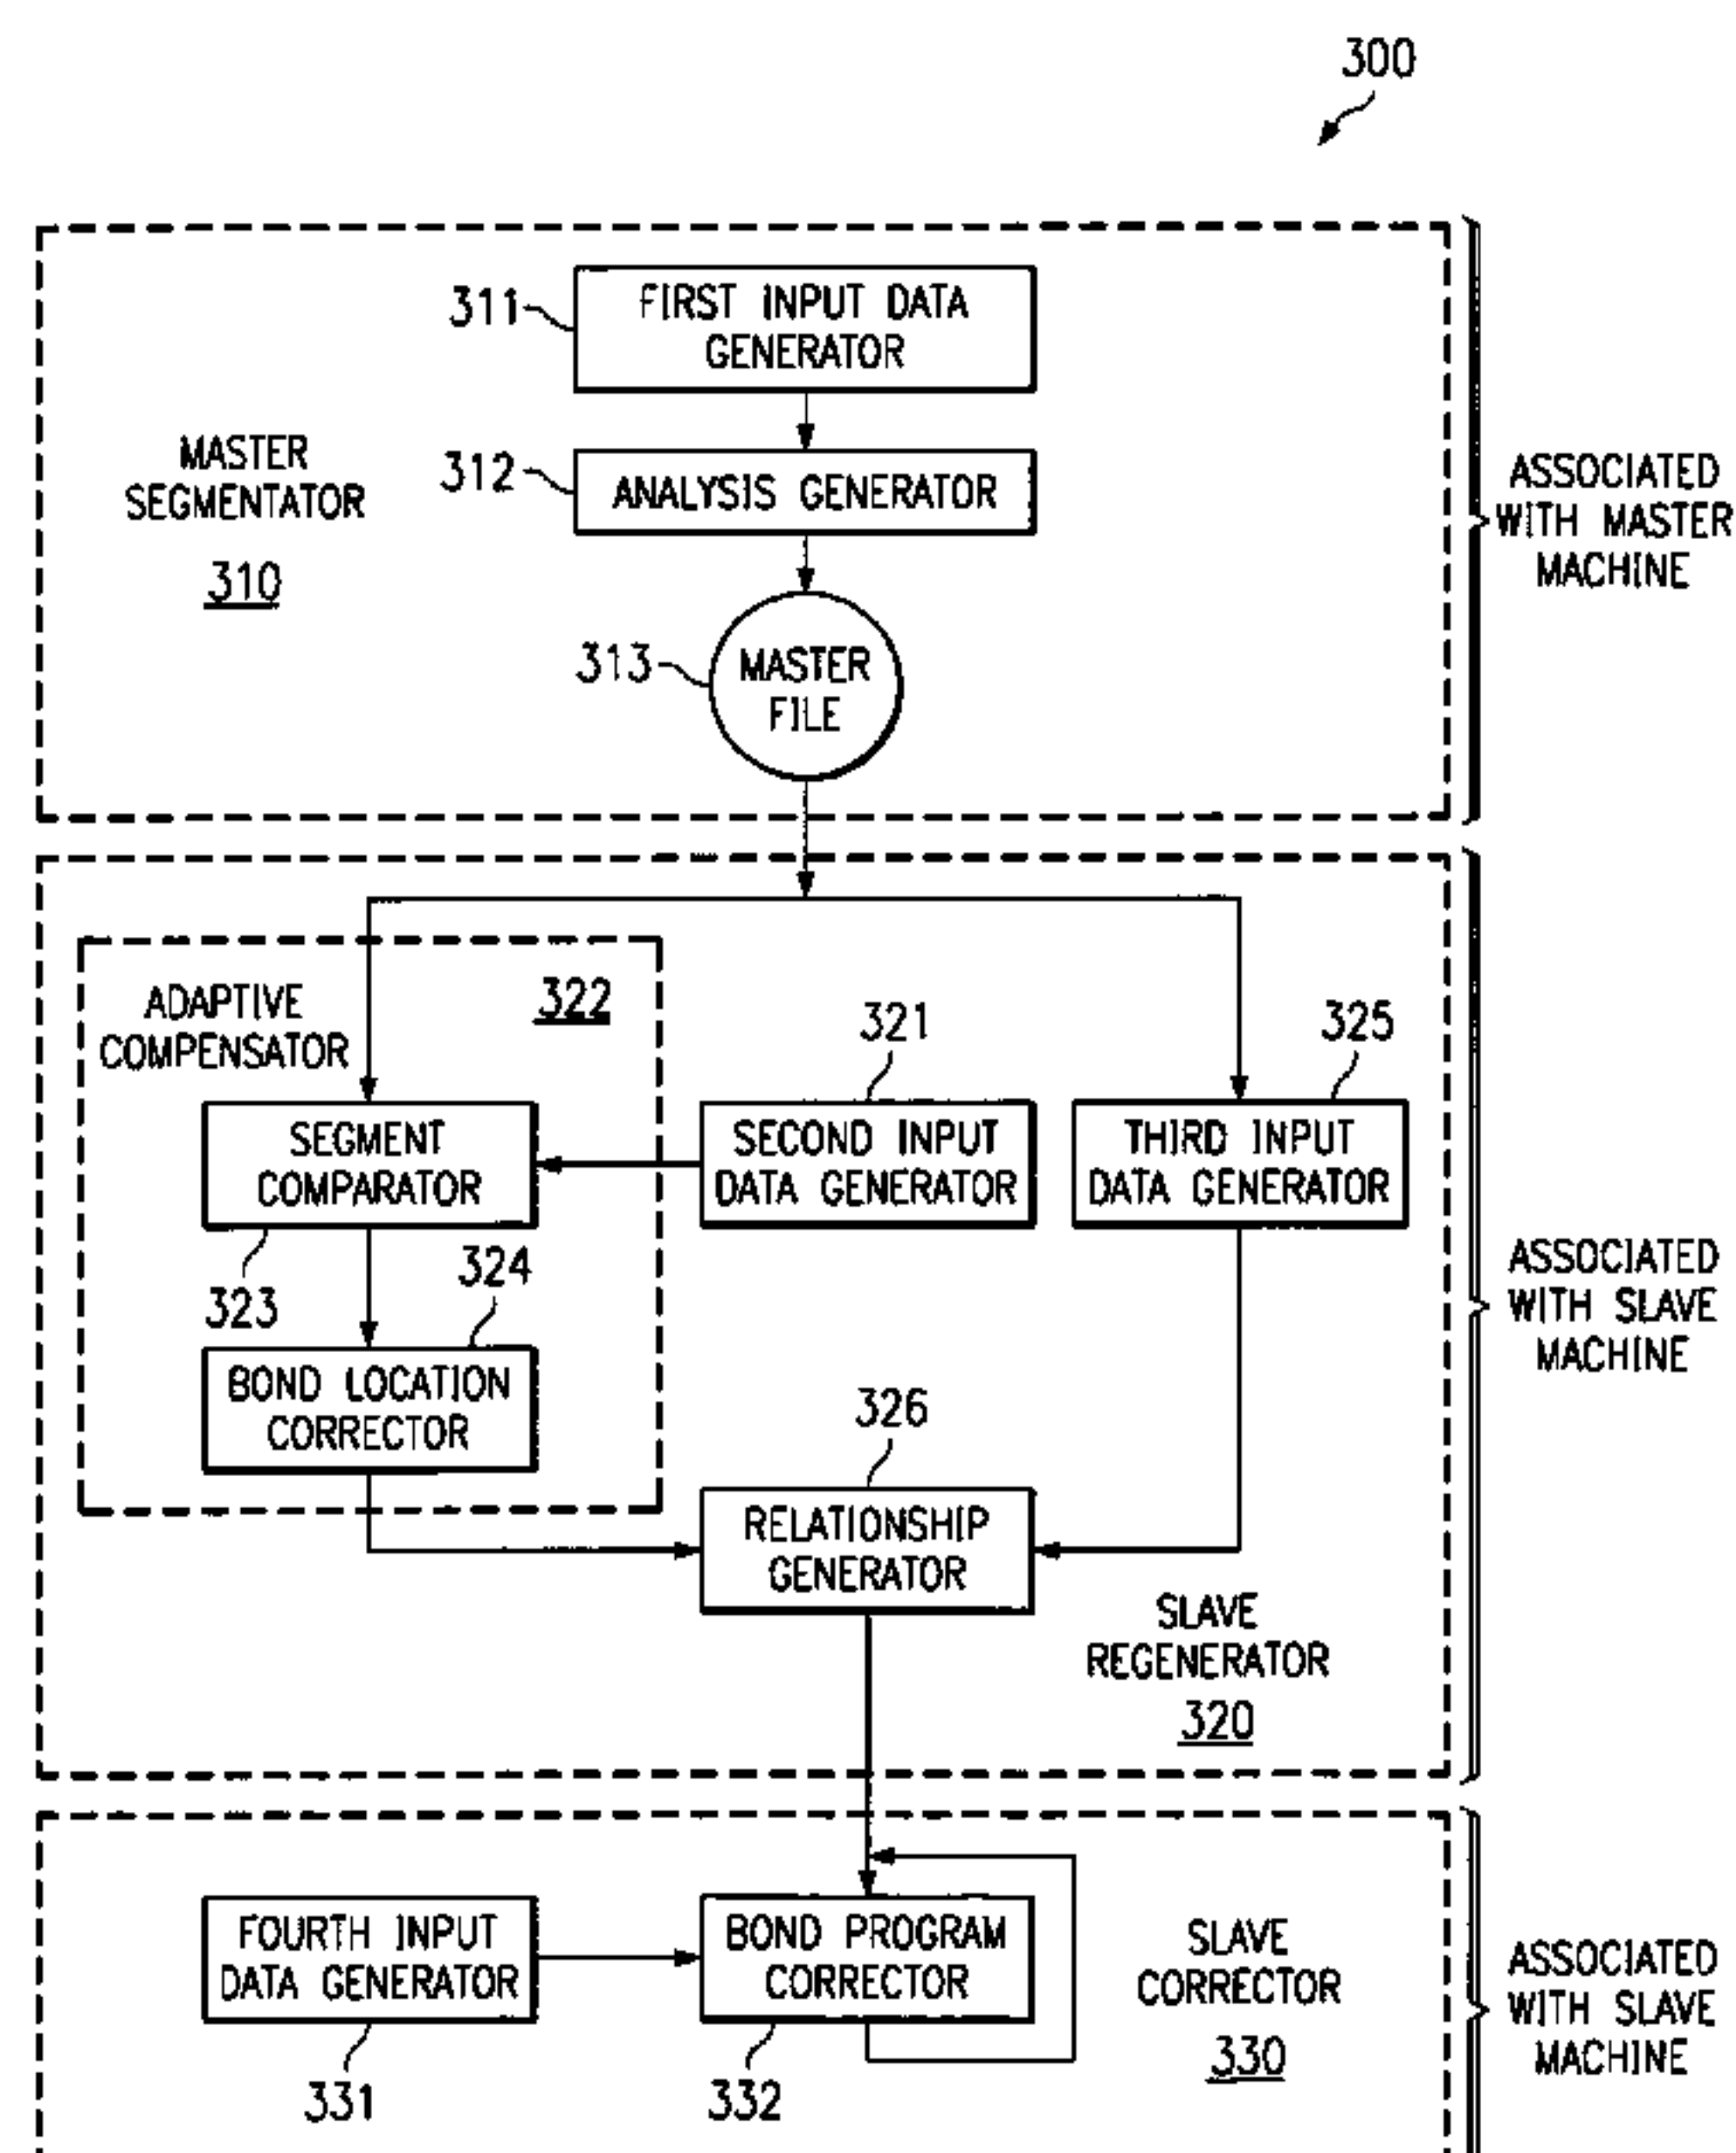 300
311
FIRST INPUT DATA
GENERATOR
MASTER
SEGMENTATOR
310
312
ANALYSIS GENERATOR
ASSOCIATED
WITH MASTER
MACHINE
313
MASTER
FILE
ADAPTIVE
COMPENSATOR
322
321
325
SEGMENT
COMPARATOR
SECOND INPUT
DATA GENERATOR
THIRD INPUT
DATA GENERATOR
323
324
BOND LOCATION
CORRECTOR
ASSOCIATED
WITH SLAVE
MACHINE
326
RELATIONSHIP
GENERATOR
SLAVE
REGENERATOR
320
FOURTH INPUT
DATA GENERATOR
BOND PROGRAM
CORRECTOR
SLAVE
CORRECTOR
330
ASSOCIATED
WITH SLAVE
MACHINE
331
332